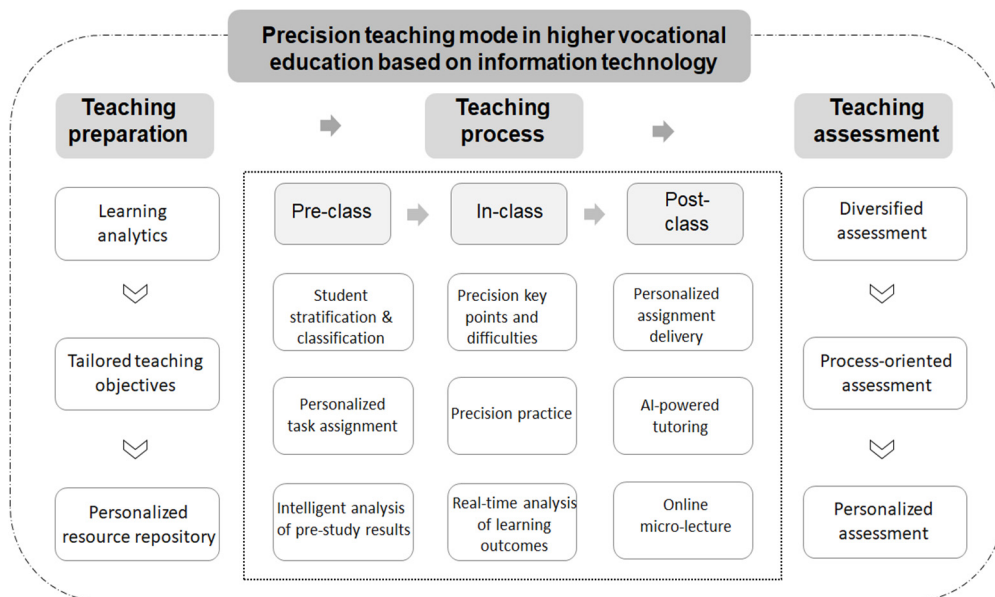 Precision teaching mode in higher vocational
education based on information technology
Teaching
preparation
Teaching
process
Teaching
assessment
Learning
analytics
Tailored teaching
objectives
Personalized
resource repository
Pre-class
In-class
Post-
class
Student
stratification &
classification
Precision key
points and
difficulties
Personalized
assignment
delivery
Personalized
task assignment
Precision practice
AI-powered
tutoring
Intelligent analysis
of pre-study results
Real-time analysis
of learning
outcomes
Online
micro-lecture
Diversified
assessment
Process-oriented
assessment
Personalized
assessment